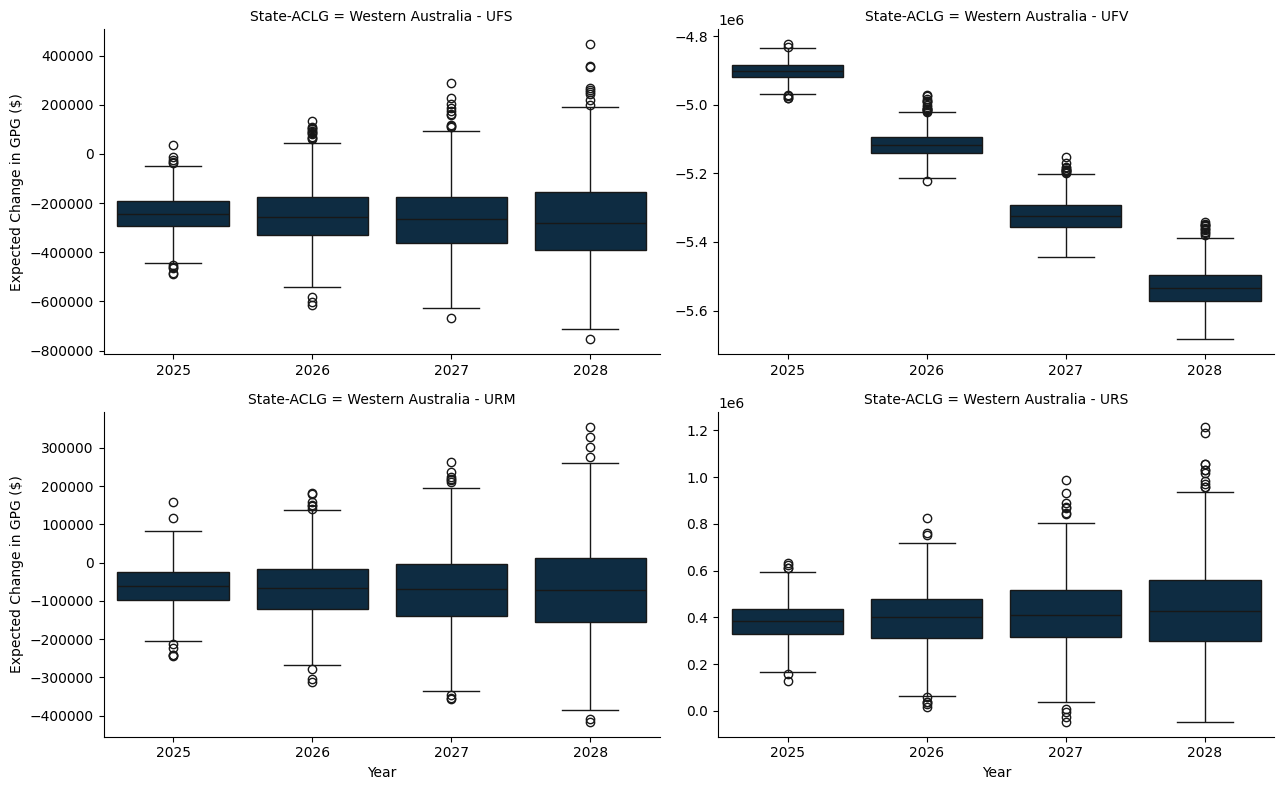 State-ACLG = Western Australia - UFS
Expected Change in GPG ($)
400000
200000
0
−200000
−400000
−600000
−800000
2025 2026 2027 2028
State-ACLG = Western Australia - UFV
1e6
−4.8
−5.0
−5.2
−5.4
−5.6
2025 2026 2027 2028
State-ACLG = Western Australia - URM
Expected Change in GPG ($)
300000
200000
100000
0
−100000
−200000
−300000
−400000
2025 2026 2027 2028
Year
State-ACLG = Western Australia - URS
1e6
1.2
1.0
0.8
0.6
0.4
0.2
0.0
2025 2026 2027 2028
Year